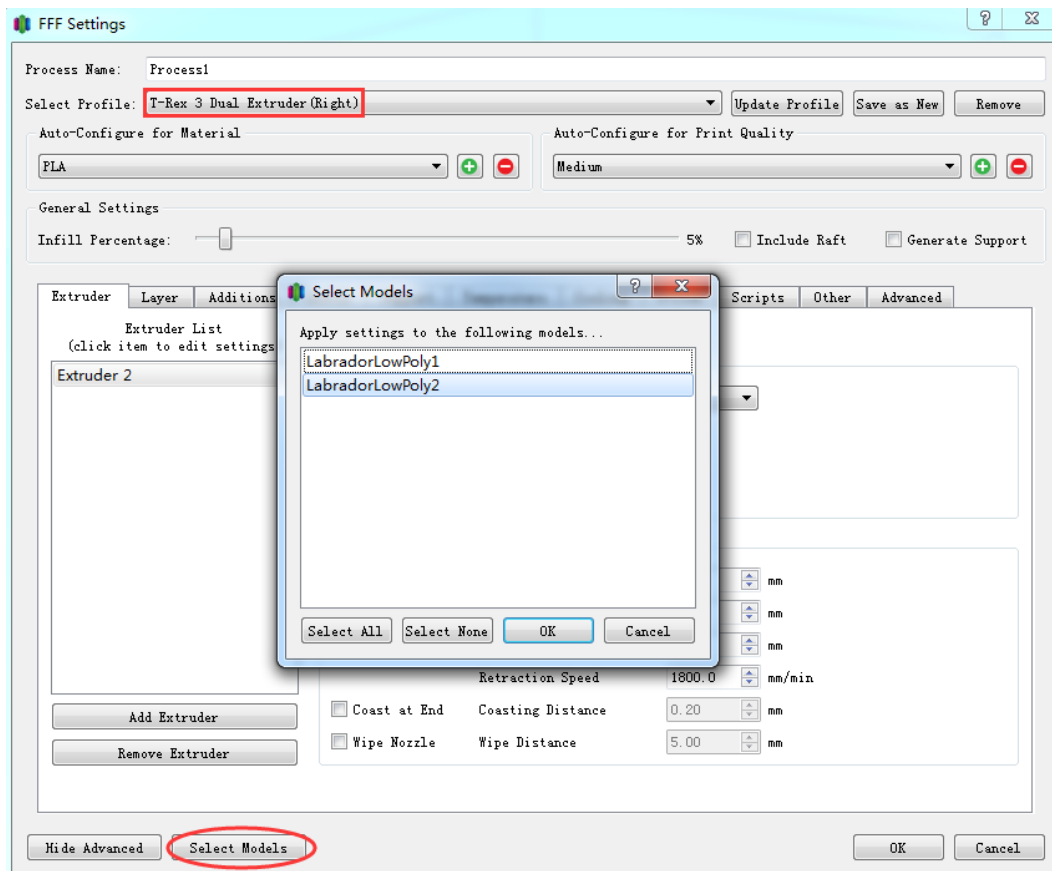 FFF Settings
Process Name: Process1
Select Profile: T-Rex 3 Dual Extruder(Right) Update Profile Save as New Remove
Auto-Configure for Material Auto-Configure for Print Quality
PLA Medium
General Settings
Infill Percentage: 5% Include Raft Generate Support
Extruder Layer Additions Scripts Other Advanced
Select Models
Extruder List
(click item to edit settings
Extruder 2
Apply settings to the following models...
LabradorLowPoly1
LabradorLowPoly2
Select All Select None OK Cancel
mm
mm
mm
Retraction Speed 1800.0 mm/min
Coast at End Coasting Distance 0.20 mm
Wipe Nozzle Wipe Distance 5.00 mm
Add Extruder
Remove Extruder
Hide Advanced Select Models OK Cancel